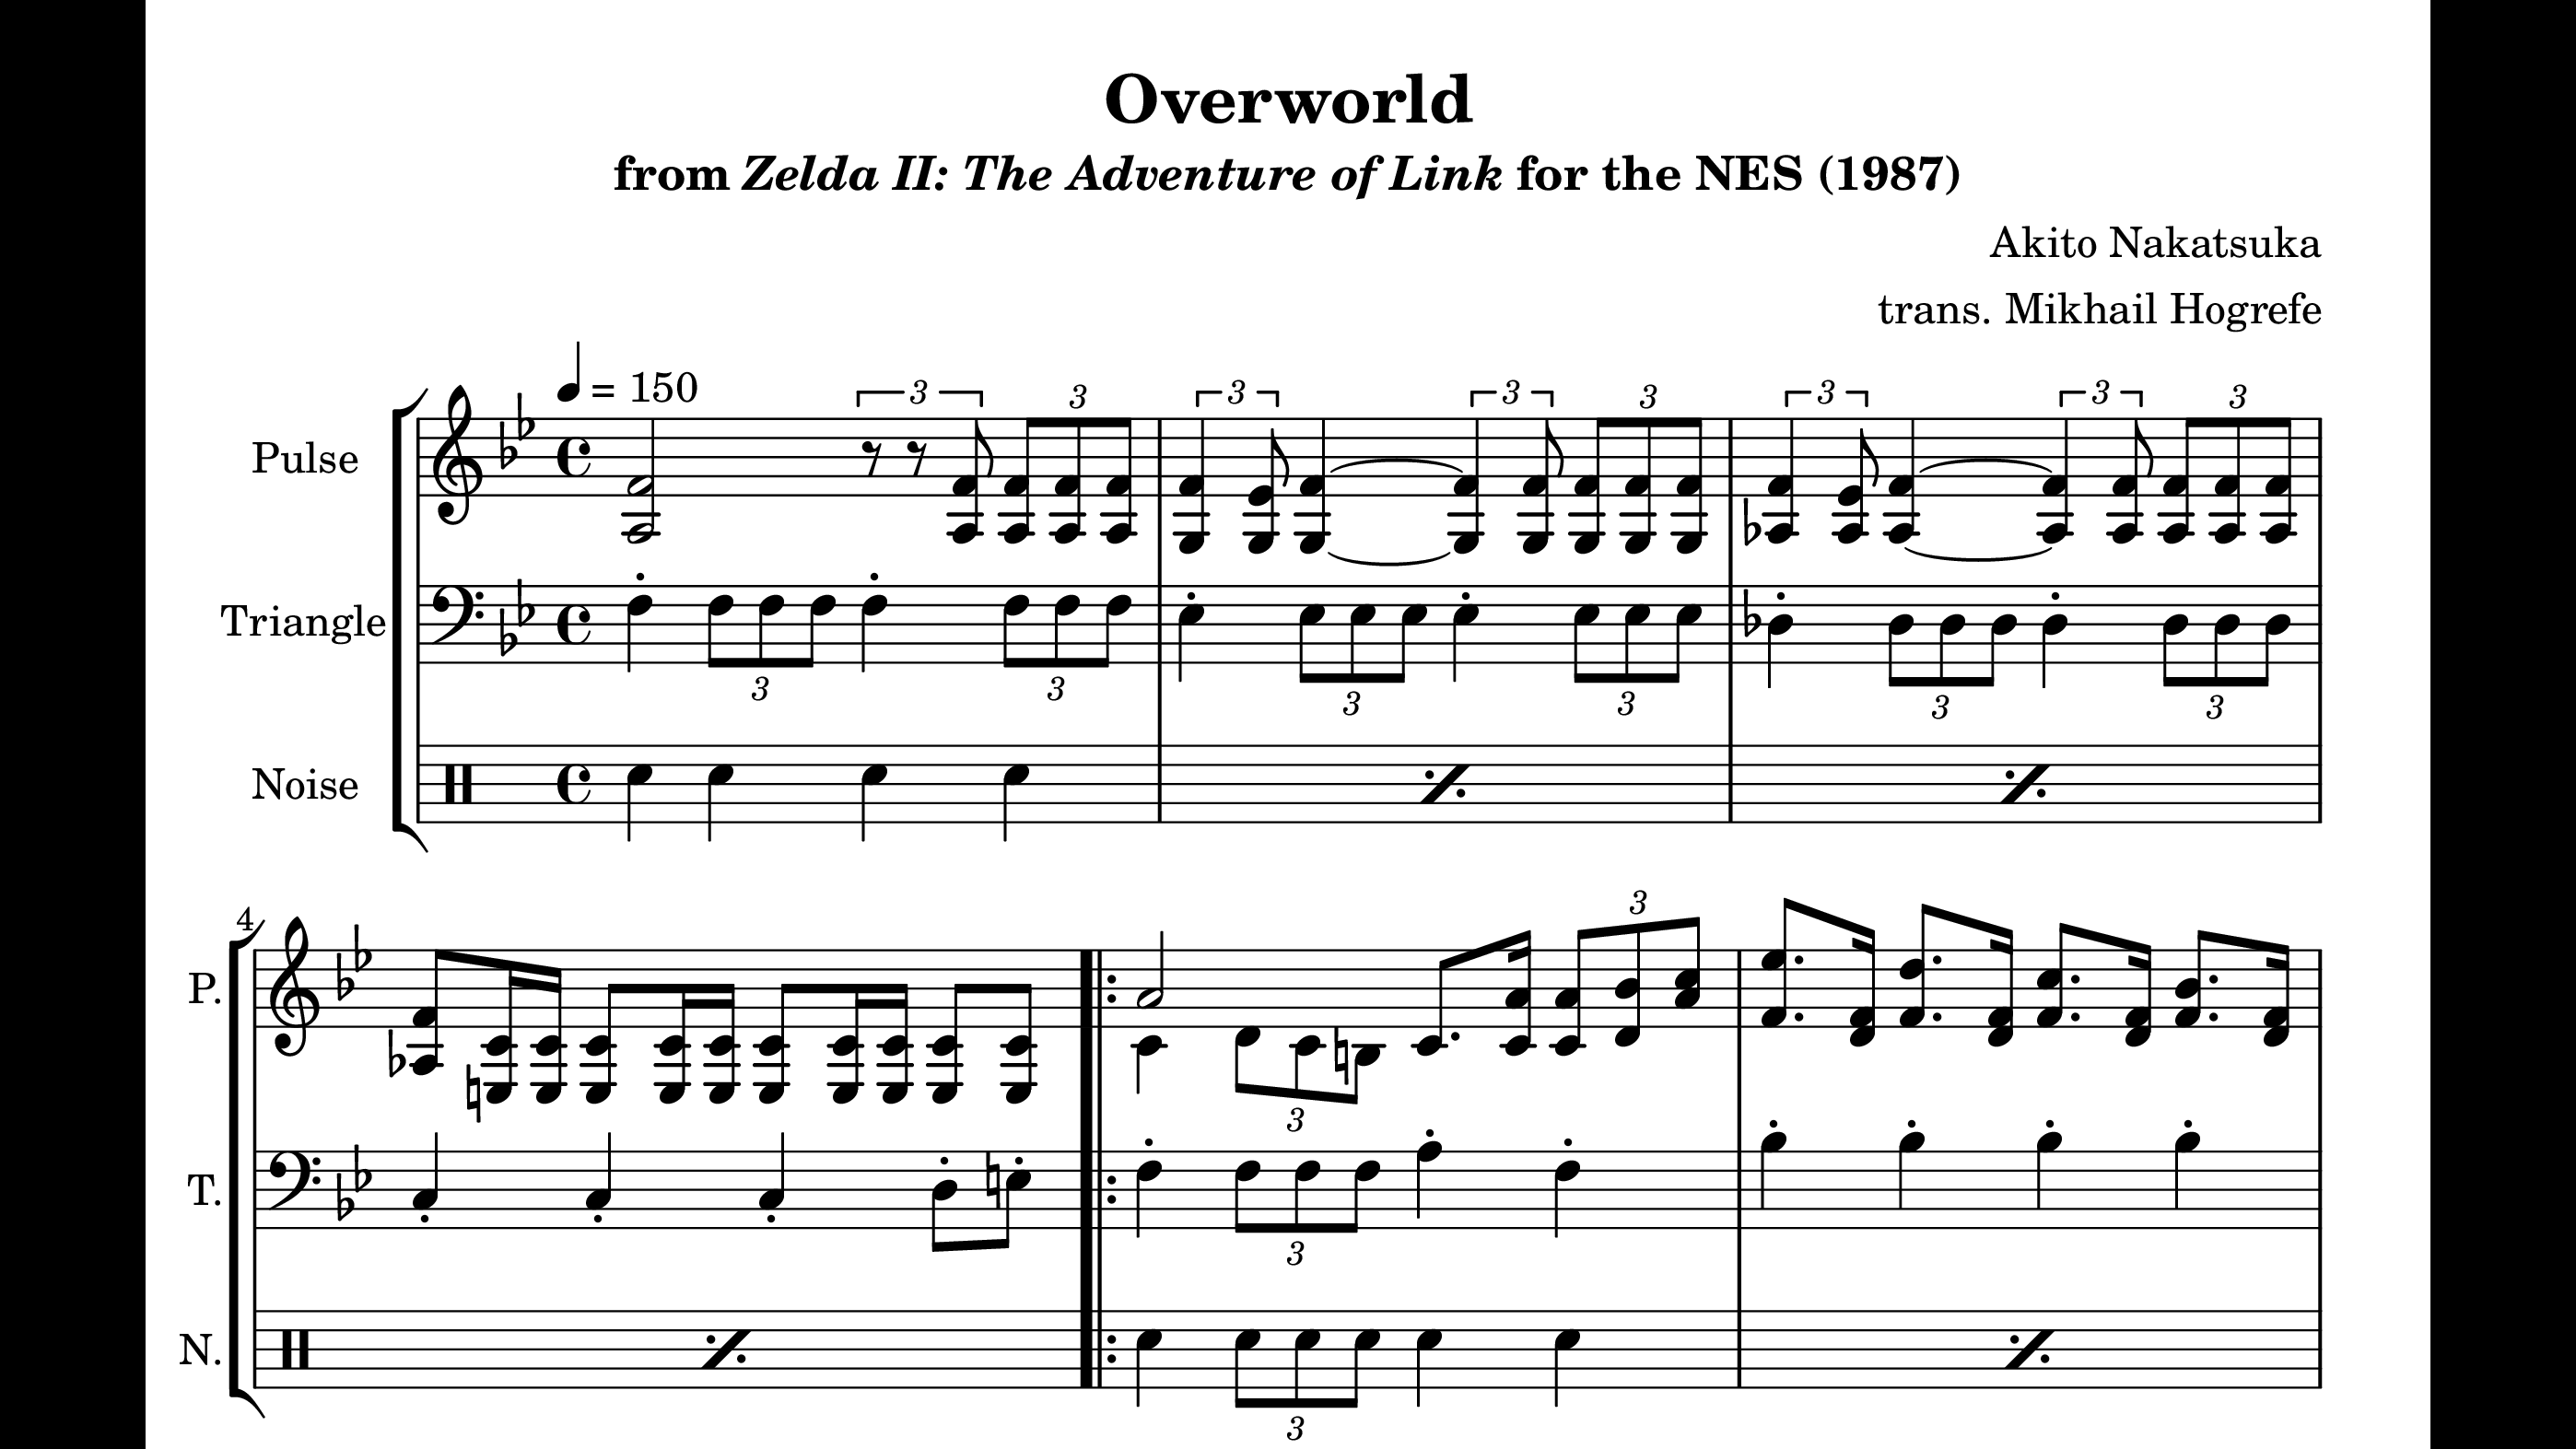 Overworld
from Zelda II: The Adventure of Link for the NES (1987)
Akito Nakatsuka
trans. Mikhail Hogrefe
= 150
3 3 3 3 3 3 3 3
Pulse
Triangle
3 3 3 3 3 3
Noise
4
3
P.
3
T.
3
N.
3